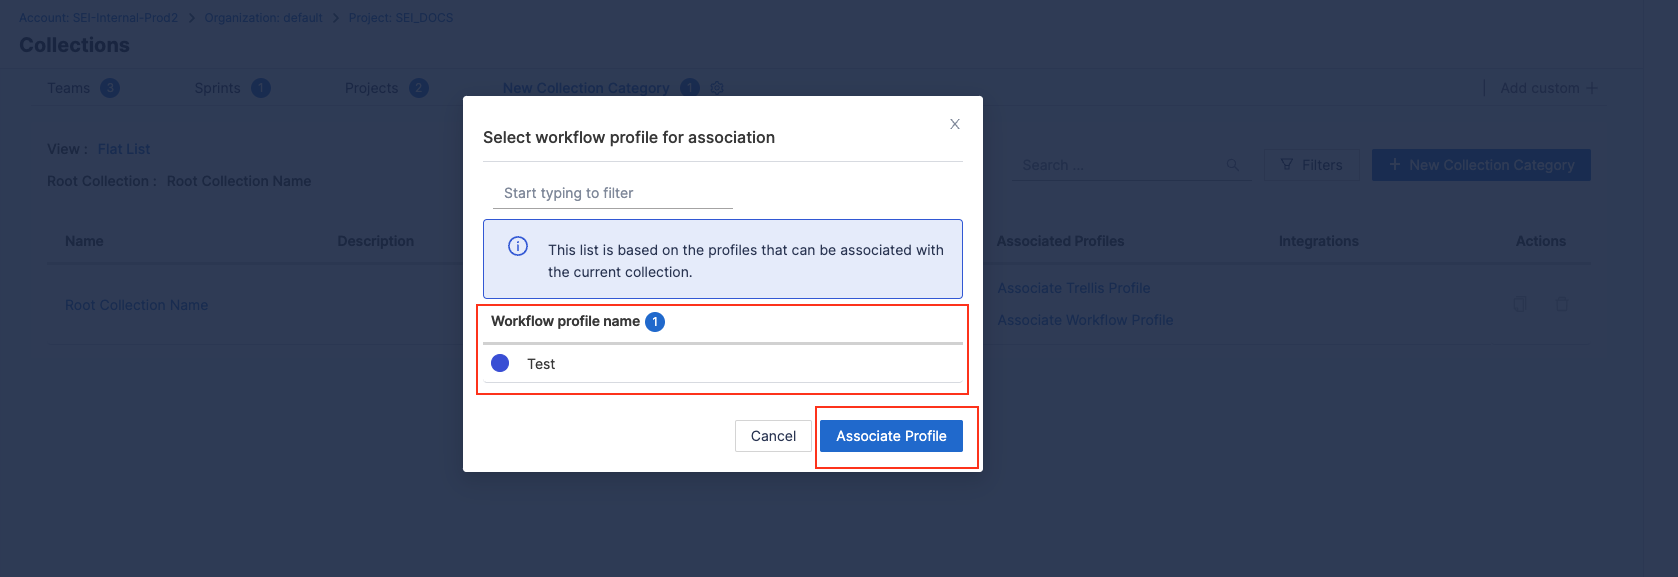 Account: SEI-Internal-Prod2 > Organization: default > Project: SEI_DOCS
Collections
Teams 3 Sprints 1 Projects 2 New Collection Category 1 | Add custom +
View : Flat List
Root Collection : Root Collection Name
Search ...
Filters
+ New Collection Category
Name Description Associated Profiles Integrations Actions
Root Collection Name
Associate Trellis Profile
Associate Workflow Profile
Select workflow profile for association
Start typing to filter
This list is based on the profiles that can be associated with
the current collection.
Workflow profile name 1
Test
Cancel
Associate Profile